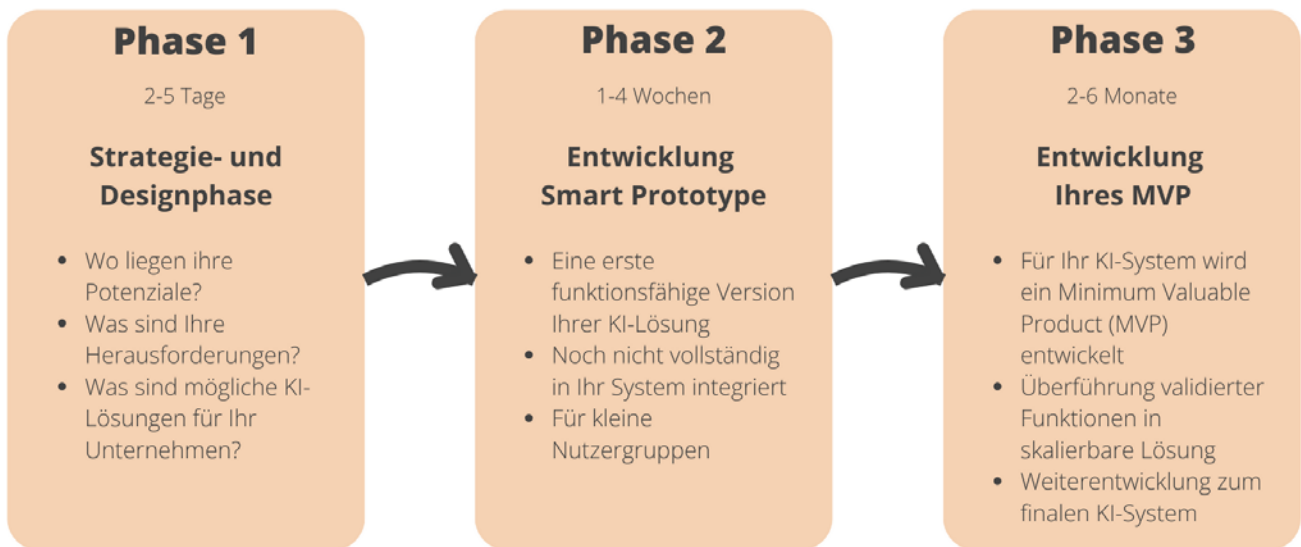 Phase 1
2-5 Tage
Strategie- und
Designphase
• Wo liegen ihre
Potenziale?
• Was sind Ihre
Herausforderungen?
• Was sind mögliche KI-
Lösungen für Ihr
Unternehmen?
Phase 2
1-4 Wochen
Entwicklung
Smart Prototype
• Eine erste
funktionsfähige Version
Ihrer KI-Lösung
• Noch nicht vollständig
in Ihr System integriert
• Für kleine
Nutzergruppen
Phase 3
2-6 Monate
Entwicklung
Ihres MVP
• Für Ihr KI-System wird
ein Minimum Valuable
Product (MVP)
entwickelt
• Überführung validierter
Funktionen in
skalierbare Lösung
• Weiterentwicklung zum
finalen KI-System